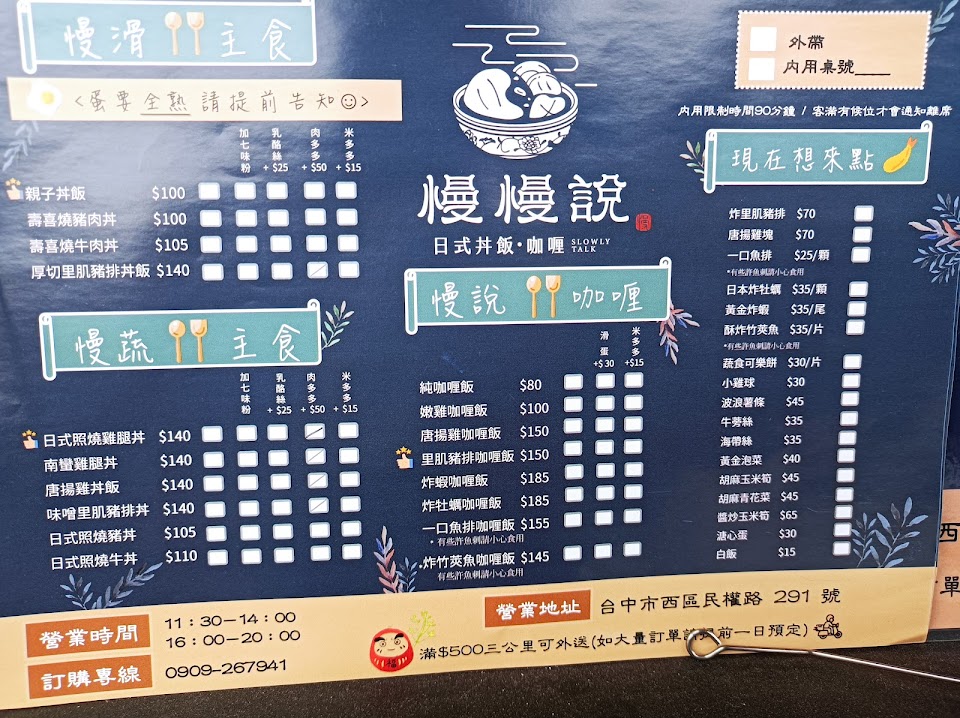 慢滑 主食
<蛋要全熟請提前告知>
加七味粉
乳酪絲 + $25
肉多多 + $50
米多多 + $15
親子丼飯 $100
壽喜燒豬肉丼 $100
壽喜燒牛肉丼 $105
厚切里肌豬排丼飯 $140
慢蔬 主食
加七味粉
乳酪絲 + $25
肉多多 + $50
米多多 + $15
日式照燒雞腿丼 $140
南蠻雞腿丼 $140
唐揚雞丼飯 $140
味噌里肌豬排丼 $140
日式照燒豬丼 $105
日式照燒牛丼 $110
慢慢說
日式丼飯·咖喱 SLOWLY TALK
慢說 咖喱
滑蛋 +$30
米多多 +$15
純咖喱飯 $80
嫩雞咖喱飯 $100
唐揚雞咖喱飯 $150
里肌豬排咖喱飯 $150
炸蝦咖喱飯 $185
炸牡蠣咖喱飯 $185
一口魚排咖喱飯 $155
*有些許魚刺請小心食用
炸竹莢魚咖喱飯 $145
*有些許魚刺請小心食用
外帶
內用桌號____
內用限制時間90分鐘 / 客滿有候位才會通知離席
現在想來點
炸里肌豬排 $70
唐揚雞塊 $70
一口魚排 $25/顆
*有些許魚刺請小心食用
日本炸牡蠣 $35/顆
黃金炸蝦 $35/尾
酥炸竹莢魚 $35/片
*有些許魚刺請小心食用
蔬食可樂餅 $30/片
小雞球 $30
波浪薯條 $45
牛蒡絲 $35
海帶絲 $35
黃金泡菜 $40
胡麻玉米筍 $45
胡麻青花菜 $45
醬炒玉米筍 $65
溏心蛋 $30
白飯 $15
營業時間
11：30-14：00
16：00-20：00
訂購專線 0909-267941
營業地址 台中市西區民權路 291 號
滿$500三公里可外送(如大量訂單請提前一日預定)
西
單